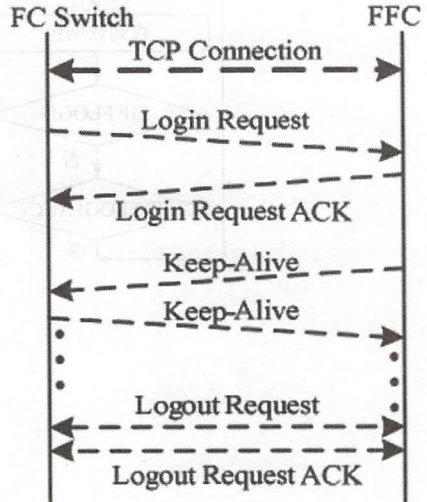 FC Switch FFC
TCP Connection
Login Request
Login Request ACK
Keep-Alive
Keep-Alive
Logout Request
Logout Request ACK